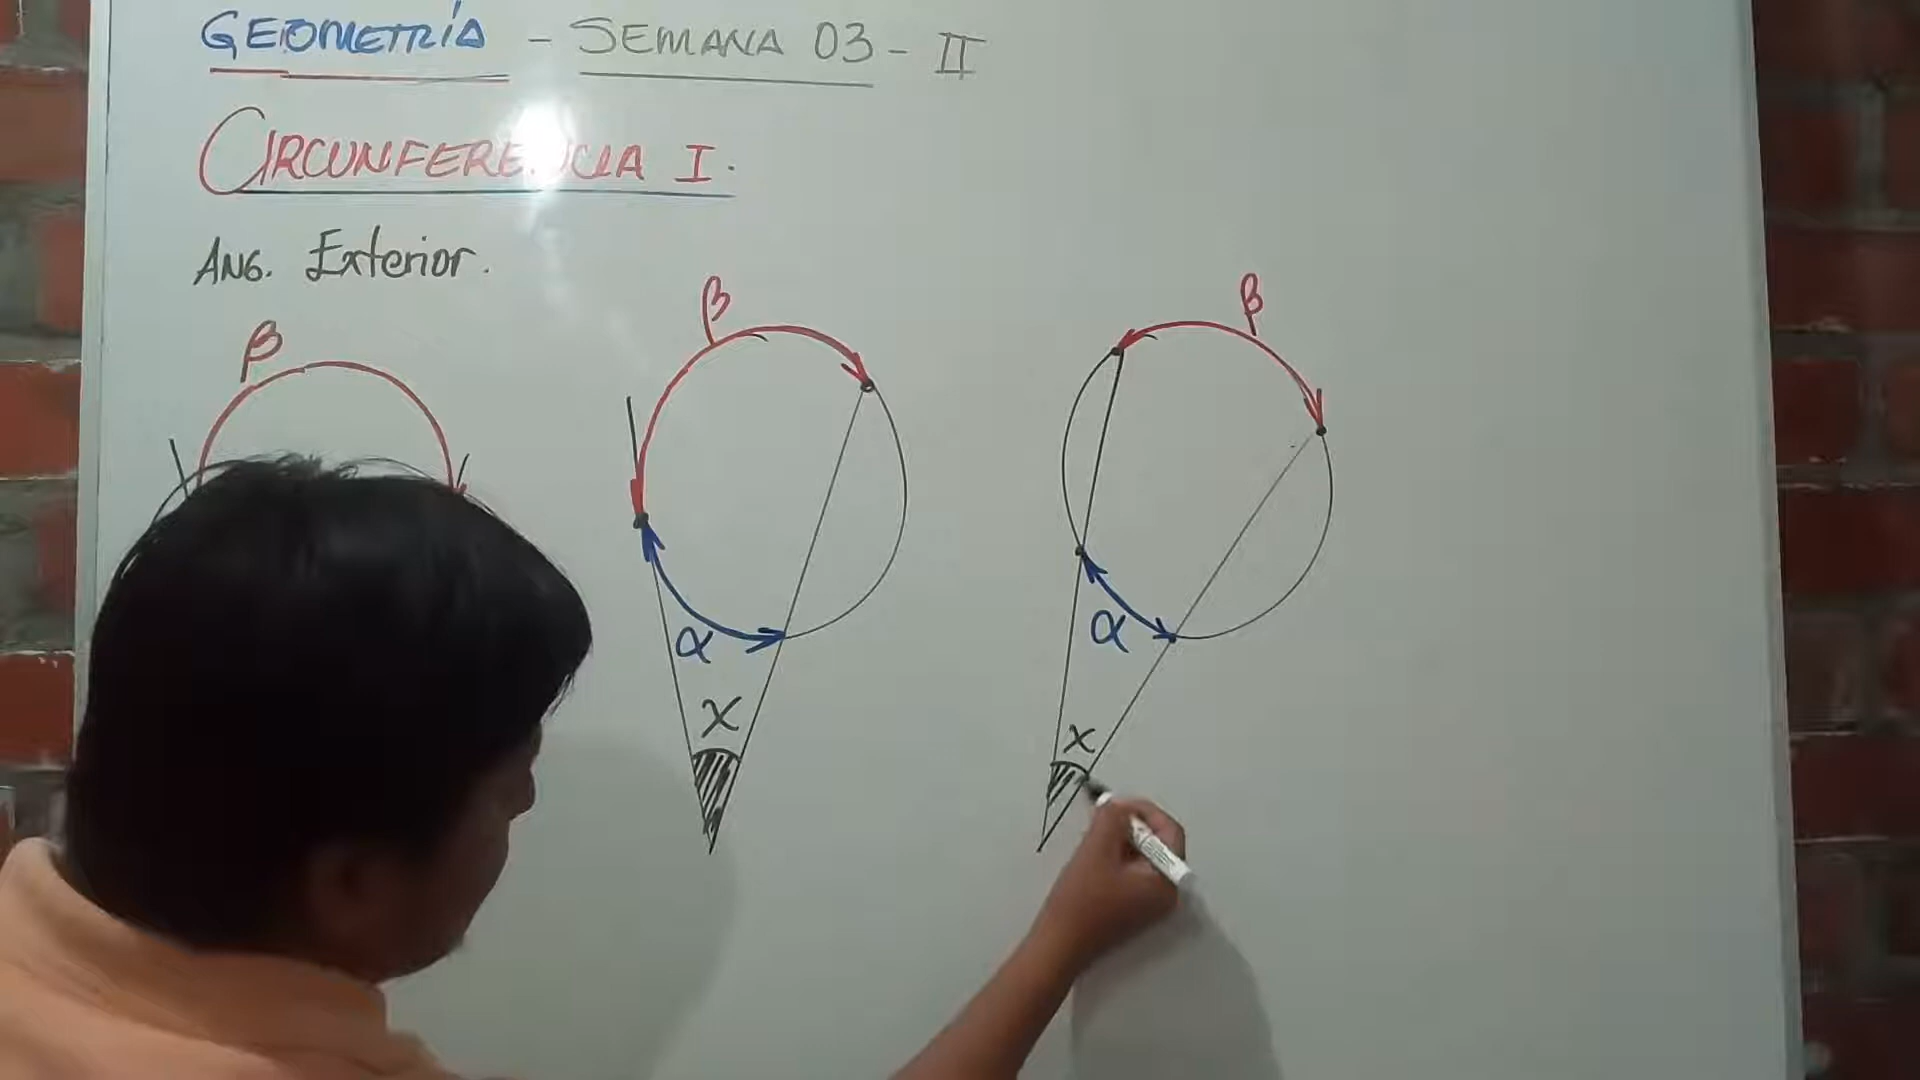 GEOMETRÍA - SEMANA 03 - II
CIRCUNFERENCIA I.
ANG. Exterior.
β
β
β
α
α
x
x